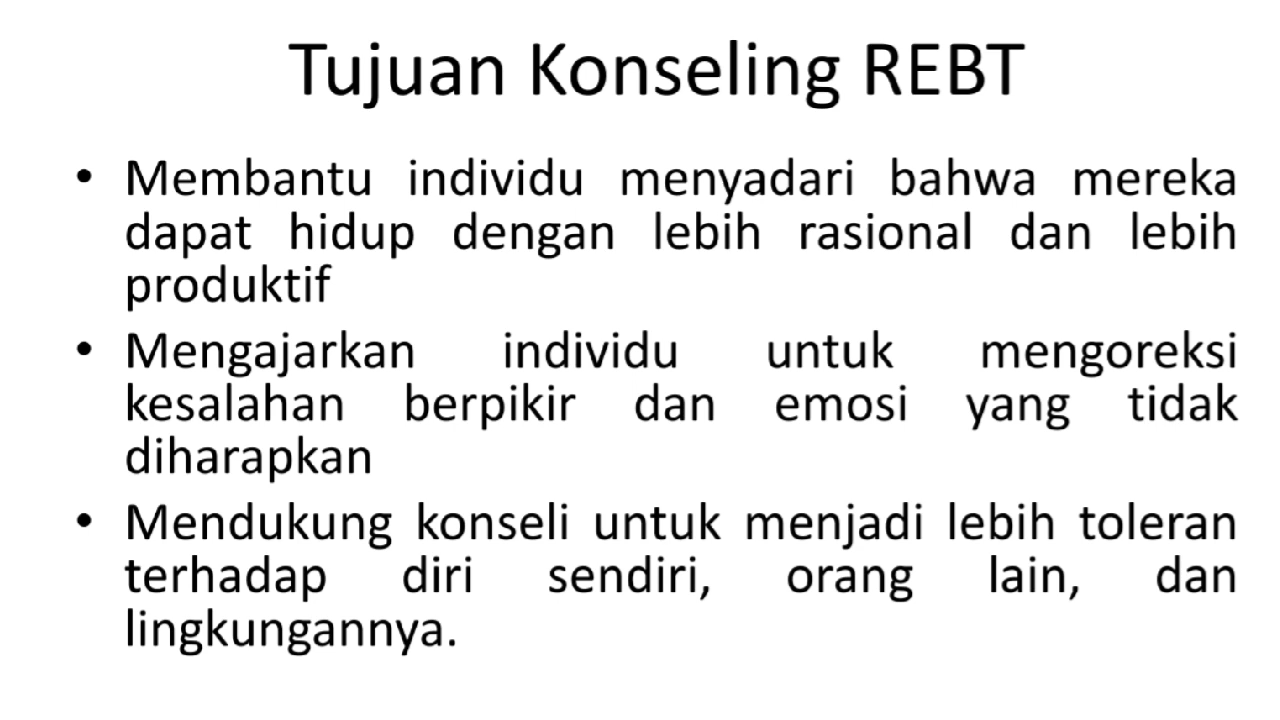 Tujuan Konseling REBT
• Membantu individu menyadari bahwa mereka
dapat hidup dengan lebih rasional dan lebih
produktif
• Mengajarkan individu untuk mengoreksi
kesalahan berpikir dan emosi yang tidak
diharapkan
• Mendukung konseli untuk menjadi lebih toleran
terhadap diri sendiri, orang lain, dan
lingkungannya.